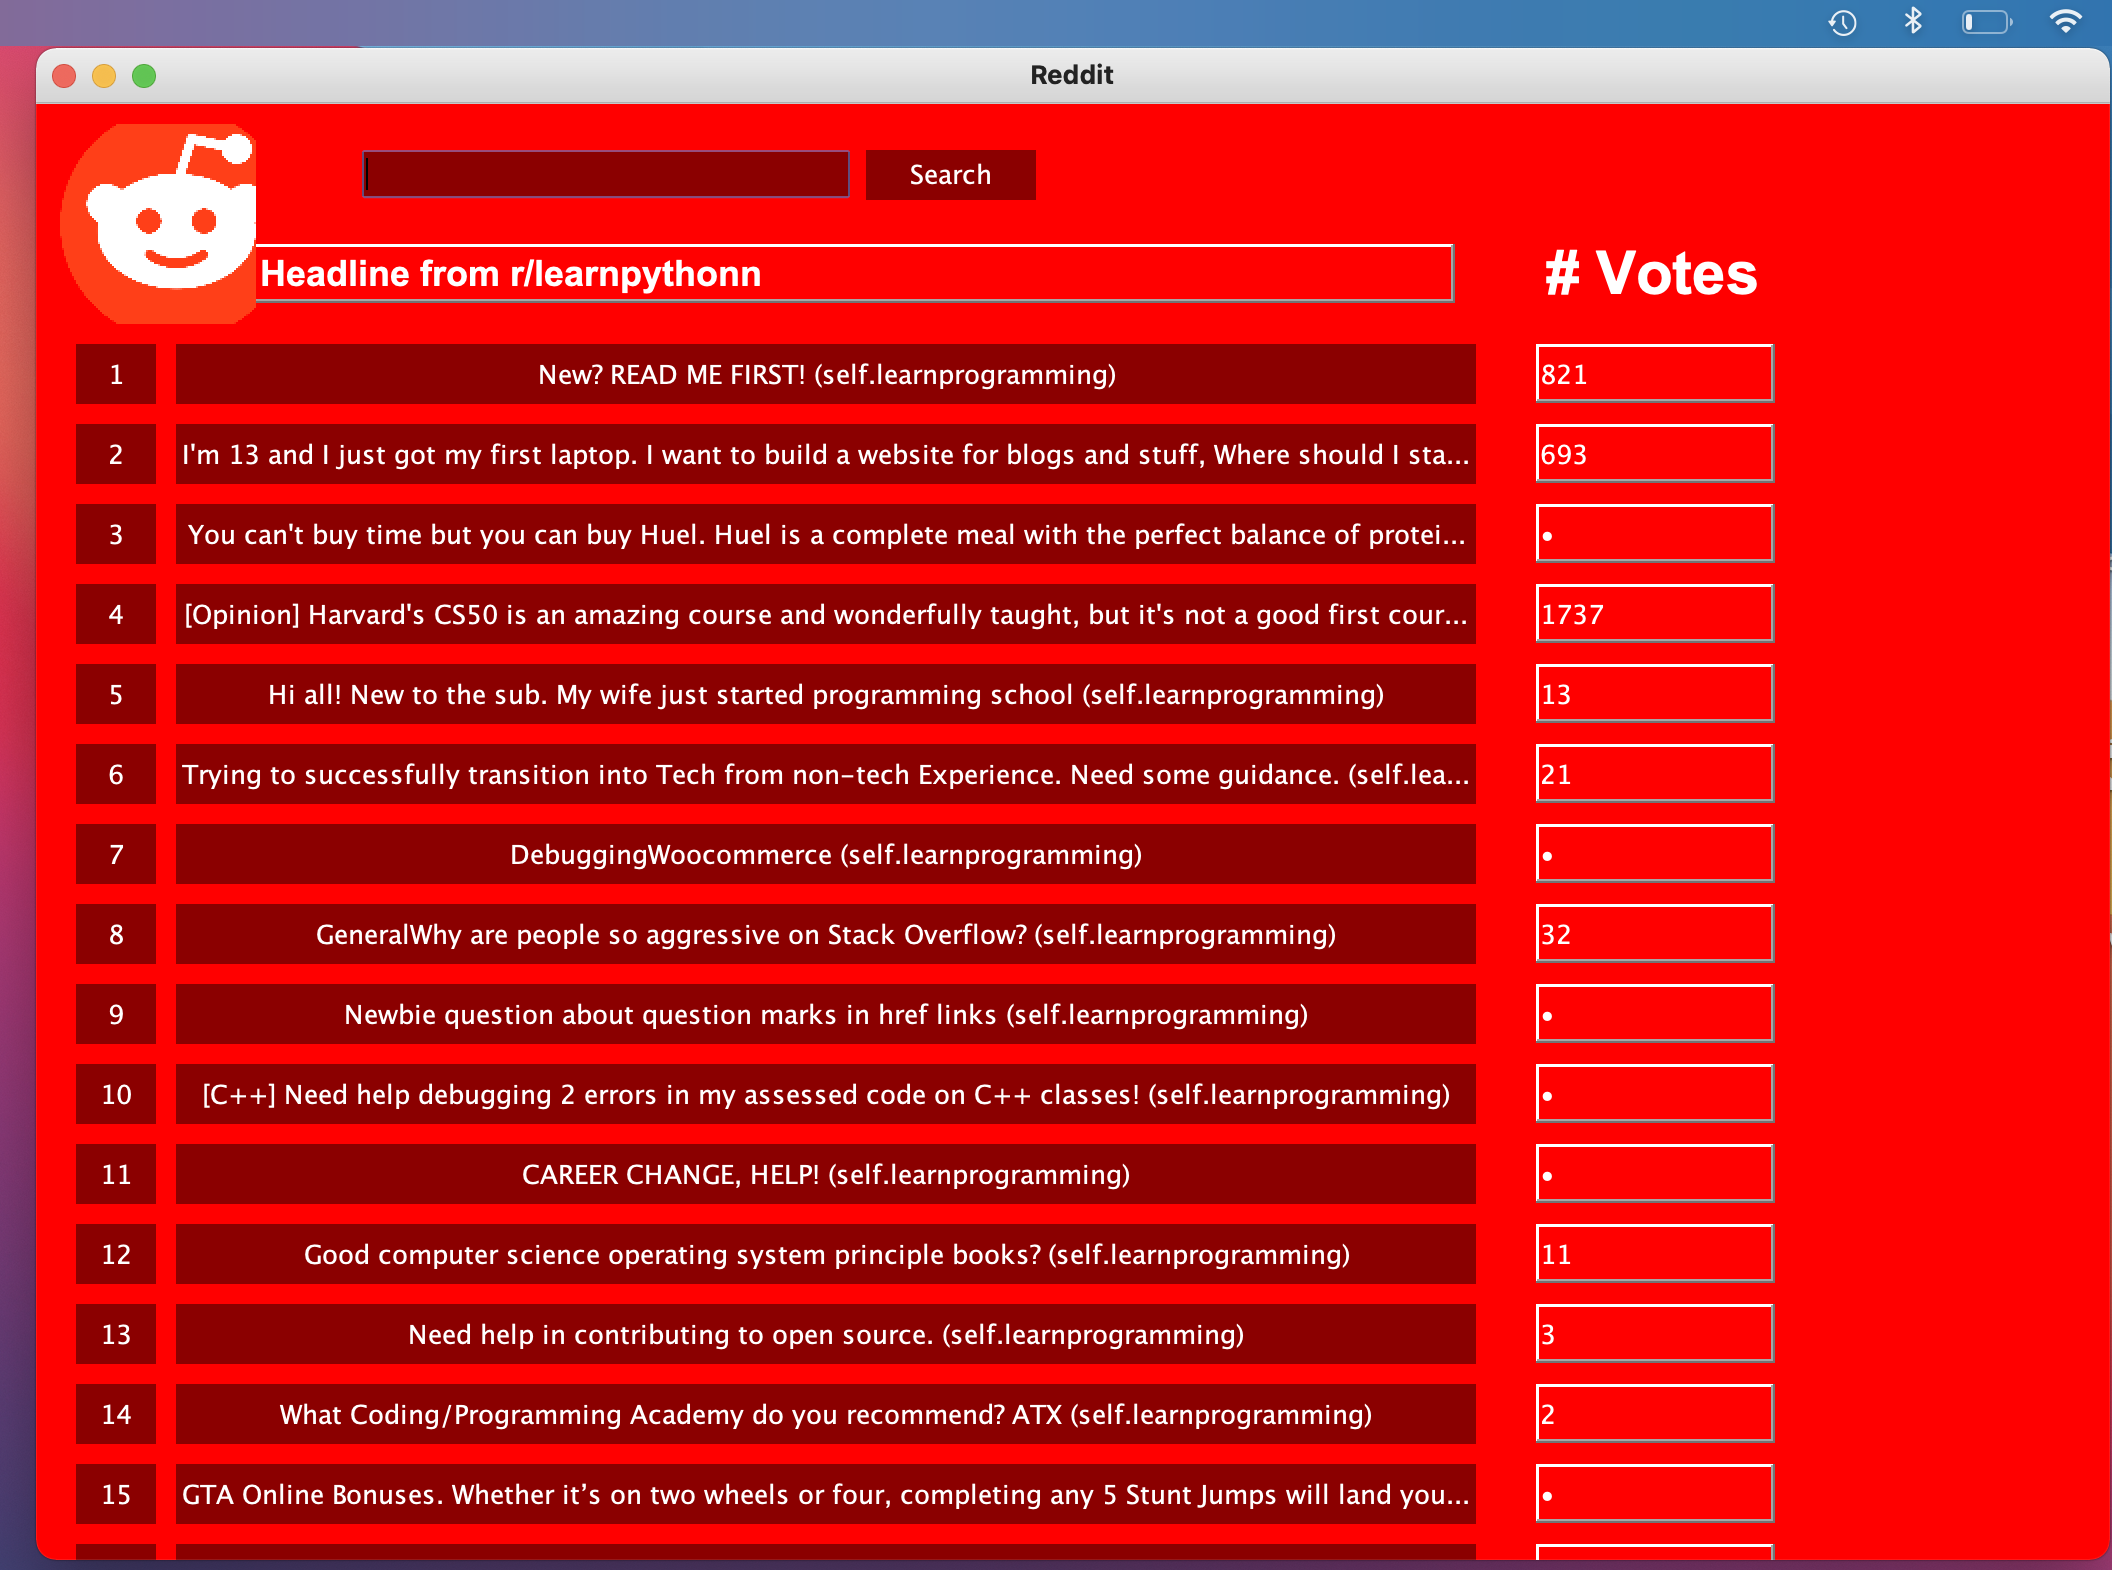 Reddit
Search
Headline from r/learnpythonn # Votes
1 New? READ ME FIRST! (self.learnprogramming) 821
2 I'm 13 and I just got my first laptop. I want to build a website for blogs and stuff, Where should I sta... 693
3 You can't buy time but you can buy Huel. Huel is a complete meal with the perfect balance of protei... •
4 [Opinion] Harvard's CS50 is an amazing course and wonderfully taught, but it's not a good first cour... 1737
5 Hi all! New to the sub. My wife just started programming school (self.learnprogramming) 13
6 Trying to successfully transition into Tech from non-tech Experience. Need some guidance. (self.lea... 21
7 DebuggingWoocommerce (self.learnprogramming) •
8 GeneralWhy are people so aggressive on Stack Overflow? (self.learnprogramming) 32
9 Newbie question about question marks in href links (self.learnprogramming) •
10 [C++] Need help debugging 2 errors in my assessed code on C++ classes! (self.learnprogramming) •
11 CAREER CHANGE, HELP! (self.learnprogramming) •
12 Good computer science operating system principle books? (self.learnprogramming) 11
13 Need help in contributing to open source. (self.learnprogramming) 3
14 What Coding/Programming Academy do you recommend? ATX (self.learnprogramming) 2
15 GTA Online Bonuses. Whether it’s on two wheels or four, completing any 5 Stunt Jumps will land you... •